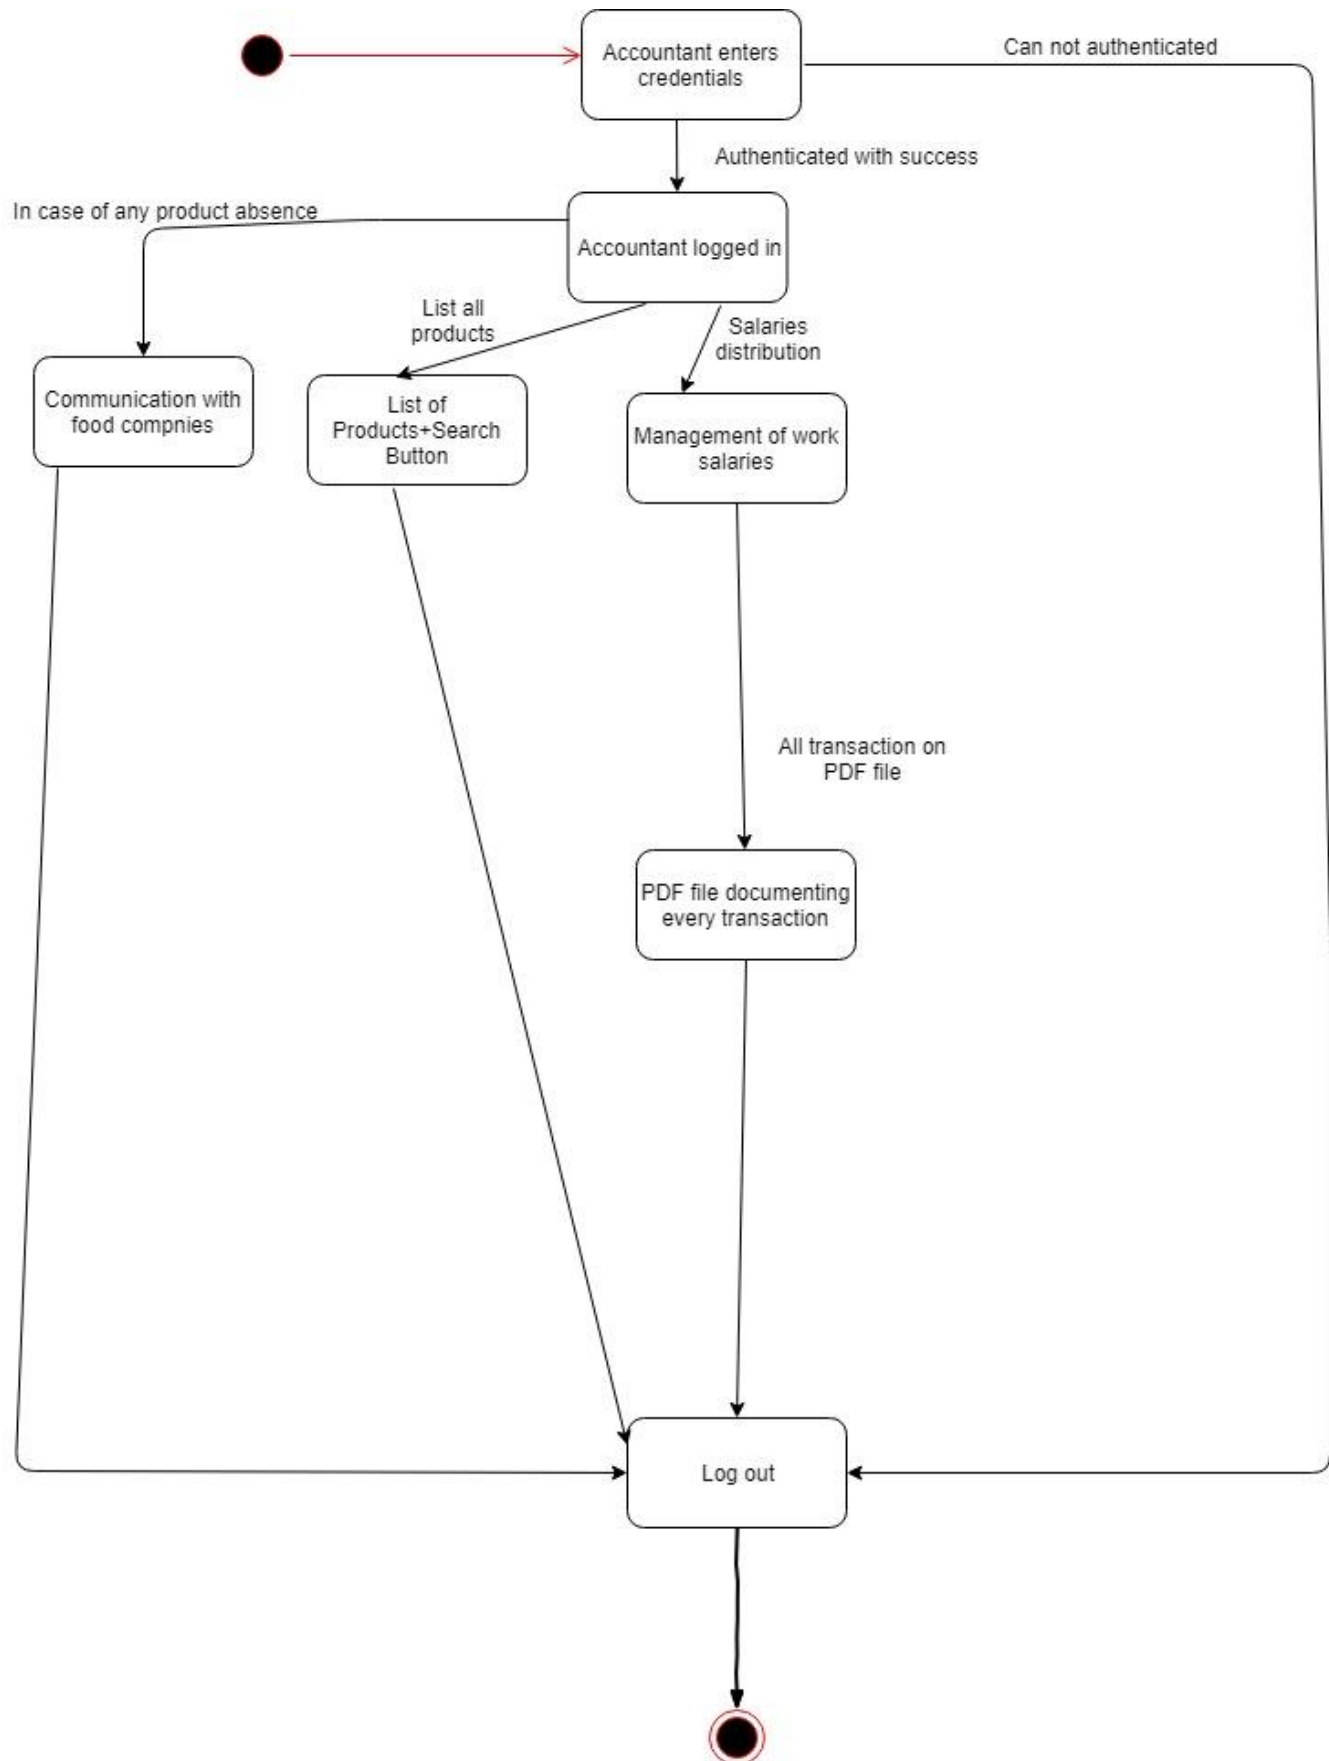 Accountant enters
credentials
Can not authenticated
Authenticated with success
In case of any product absence
Accountant logged in
List all
products
Salaries
distribution
Communication with
food compnies
List of
Products+Search
Button
Management of work
salaries
All transaction on
PDF file
PDF file documenting
every transaction
Log out